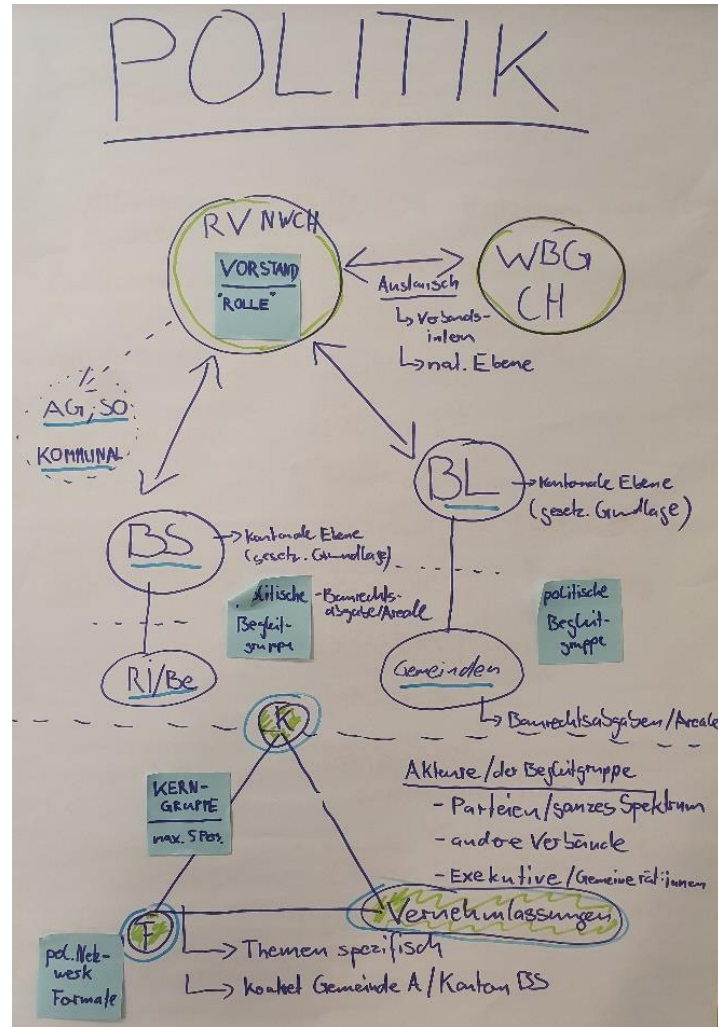 POLITIK
RV NWCH
VORSTAND
"ROLLE"
WBG
CH
Austausch
↳ Verbands-
intern
↳ nat. Ebene
AG, SO
KOMMUNAL
BL
→ kantonale Ebene
(gesetz. Grundlage)
BS
→ kantonale Ebene
(gesetz. Grundlage)
politische
Begleit-
gruppe
- Baurechts-
abgabe/Areale
politische
Begleit-
gruppe
Ri/Be
Gemeinden
↳ Baurechtsabgaben/Areale
K
KERN-
GRUPPE
max. 5 Pers.
Akteure/der Begleitgruppe
- Parteien/ganzes Spektrum
- andere Verbände
- Exekutive/Gemeinerät:innen
F
Vernehmlassungen
pol. Netz-
werk
Formate
↳ Themen spezifisch
↳ konkret Gemeinde A / Kanton BS